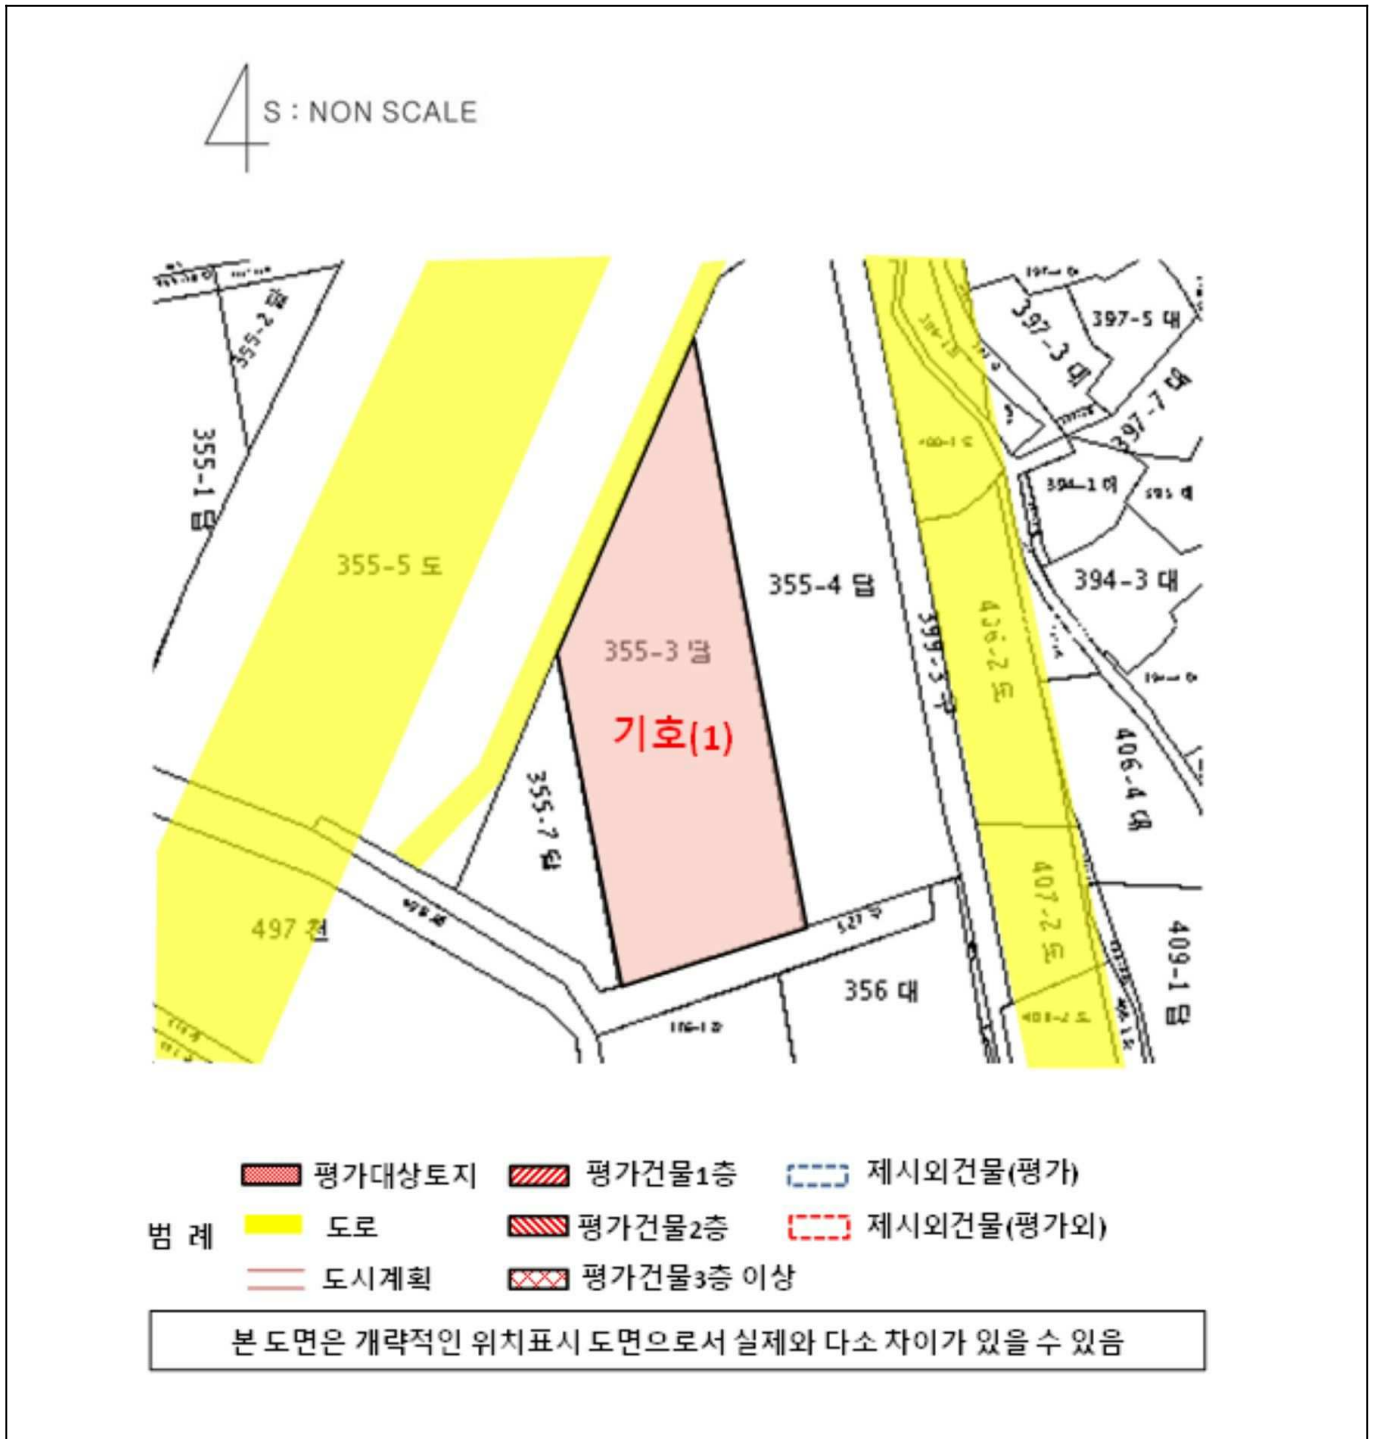 S : NON SCALE
355-2 답
397-3 대
397-5 대
397-7 대
355-1 답
394-1 대
355-5 도
355-4 답
394-3 대
355-3 답
399-3 구
406-2 도
기호(1)
355-7 답
406-4 대
407-2 도
497 천
527 구
409-1 답
356 대
평가대상토지
평가건물1층
제시외건물(평가)
범 례
도로
평가건물2층
제시외건물(평가외)
도시계획
평가건물3층 이상
본 도면은 개략적인 위치표시 도면으로서 실제와 다소 차이가 있을 수 있음